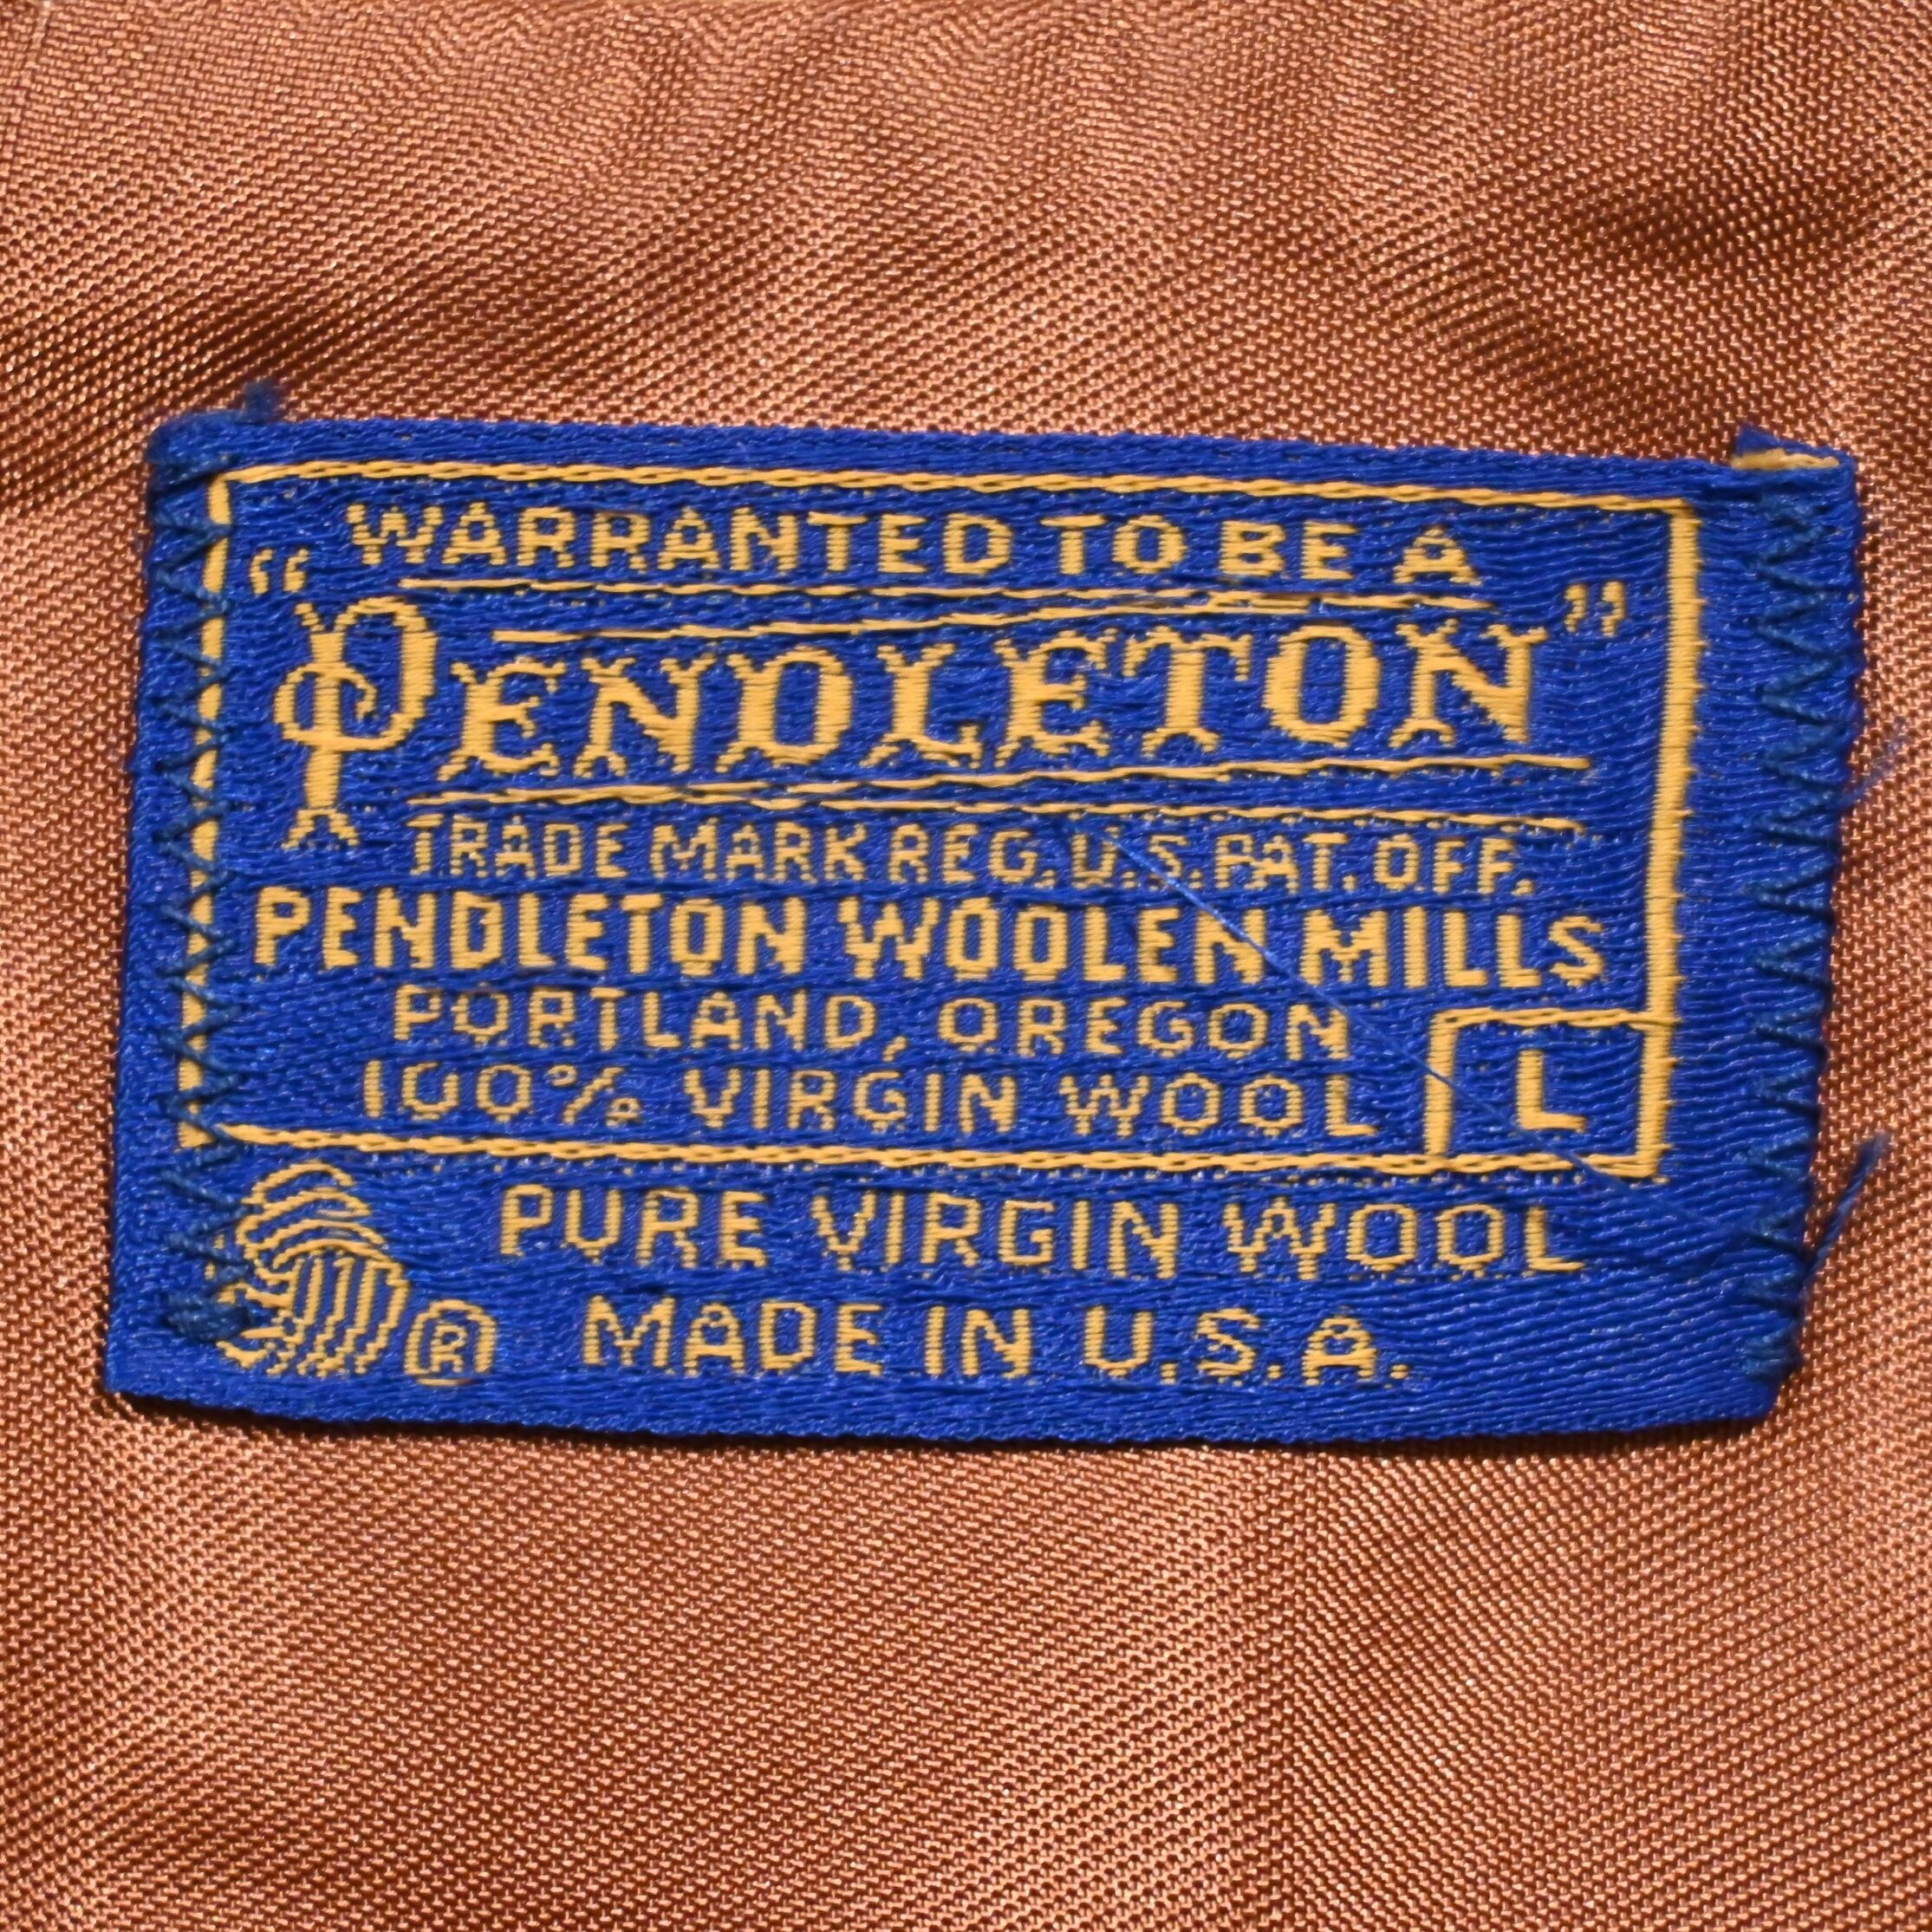 WARRANTED TO BE A
"PENDLETON"
TRADE MARK REG. U.S. PAT. OFF.
PENDLETON WOOLEN MILLS
PORTLAND, OREGON
100% VIRGIN WOOL
L
PURE VIRGIN WOOL
® MADE IN U.S.A.